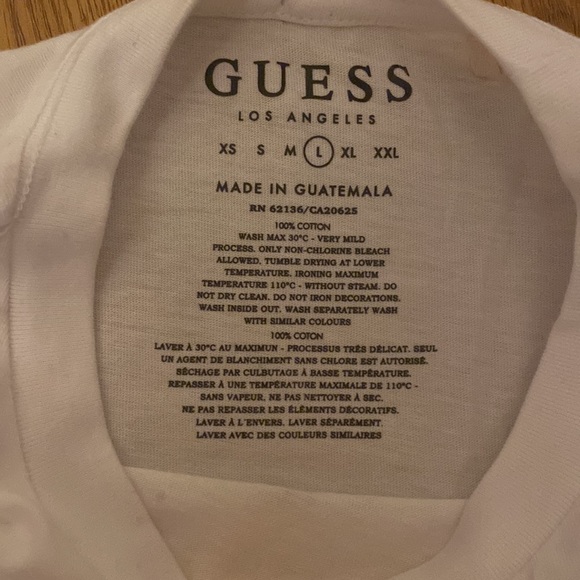 GUESS
LOS ANGELES
XS S M L XL XXL
MADE IN GUATEMALA
RN 62136/CA20625
100% COTTON
WASH MAX 30°C - VERY MILD
PROCESS. ONLY NON-CHLORINE BLEACH
ALLOWED. TUMBLE DRYING AT LOWER
TEMPERATURE. IRONING MAXIMUM
TEMPERATURE 110°C - WITHOUT STEAM. DO
NOT DRY CLEAN. DO NOT IRON DECORATIONS.
WASH INSIDE OUT. WASH SEPARATELY WASH
WITH SIMILAR COLOURS
100% COTON
LAVER À 30°C AU MAXIMUN - PROCESSUS TRÈS DÉLICAT. SEUL
UN AGENT DE BLANCHIMENT SANS CHLORE EST AUTORISÉ.
SÉCHAGE PAR CULBUTAGE À BASSE TEMPÉRATURE.
REPASSER À UNE TEMPÉRATURE MAXIMALE DE 110°C -
SANS VAPEUR. NE PAS NETTOYER À SEC.
NE PAS REPASSER LES ÉLÉMENTS DÉCORATIFS.
LAVER À L'ENVERS. LAVER SÉPARÉMENT.
LAVER AVEC DES COULEURS SIMILAIRES